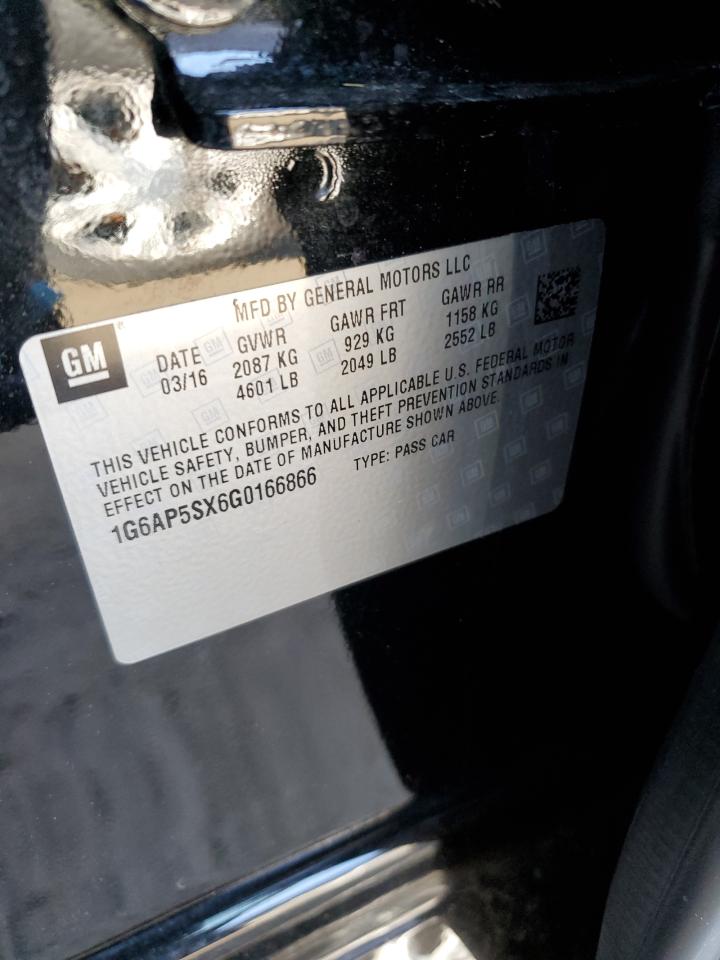 MFD BY GENERAL MOTORS LLC
GM
DATE GVWR GAWR FRT GAWR RR
03/16 2087 KG 929 KG 1158 KG
4601 LB 2049 LB 2552 LB
THIS VEHICLE CONFORMS TO ALL APPLICABLE U.S. FEDERAL MOTOR
VEHICLE SAFETY, BUMPER, AND THEFT PREVENTION STANDARDS IN
EFFECT ON THE DATE OF MANUFACTURE SHOWN ABOVE.
1G6AP5SX6G0166866 TYPE: PASS CAR